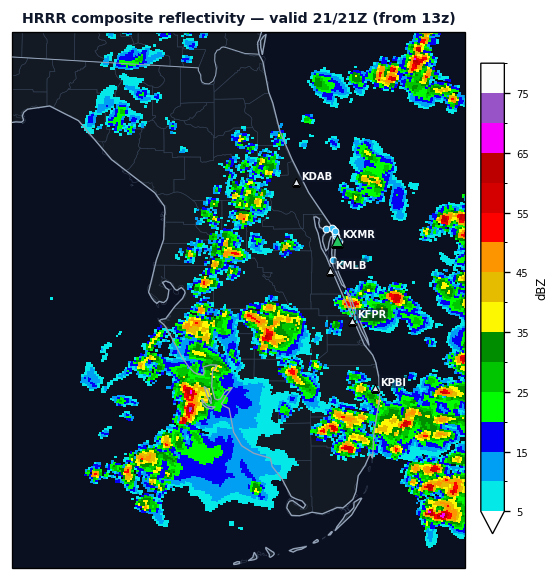 HRRR composite reflectivity — valid 21/21Z (from 13z)
KDAB
KXMR
KMLB
KFPR
KPBI
75
65
55
45
35
25
15
5
dBZ